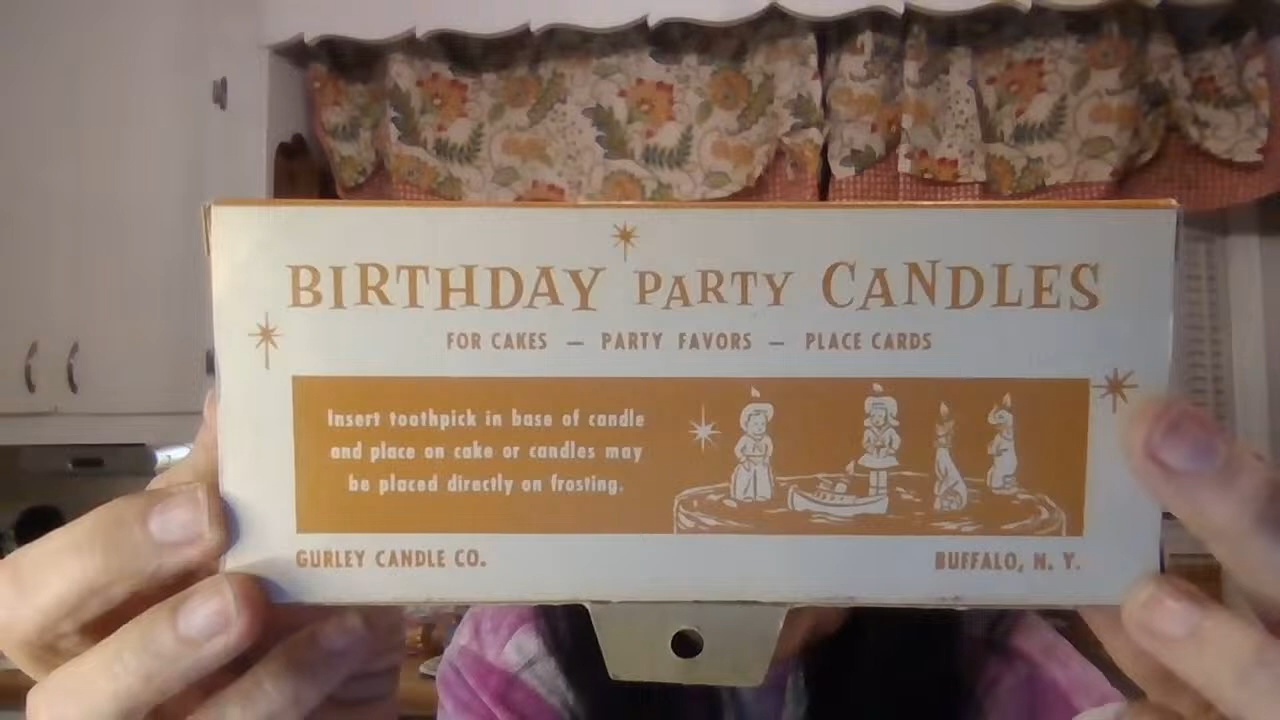 BIRTHDAY PARTY CANDLES
FOR CAKES — PARTY FAVORS — PLACE CARDS
Insert toothpick in base of candle
and place on cake or candles may
be placed directly on frosting.
GURLEY CANDLE CO. BUFFALO, N. Y.